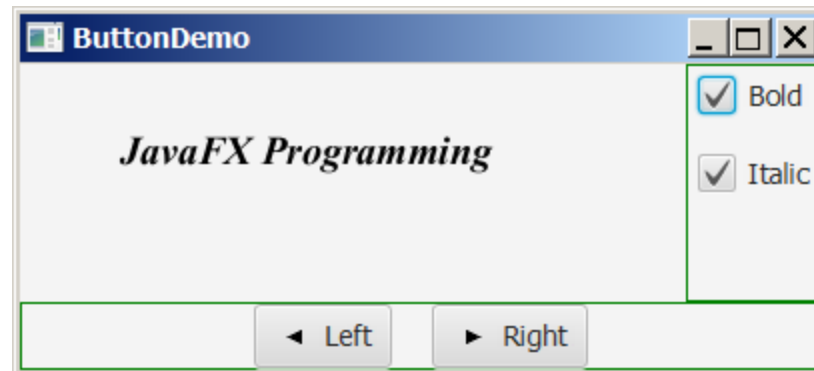 ButtonDemo
Bold
JavaFX Programming
Italic
Left Right